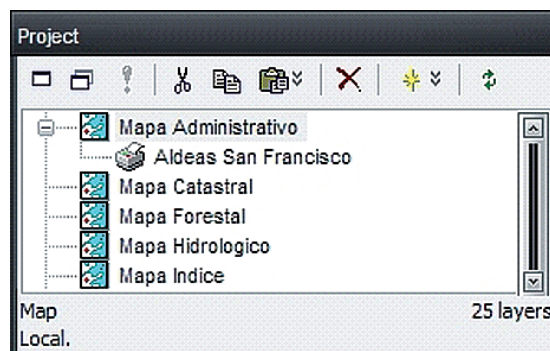 Project
Mapa Administrativo
Aldeas San Francisco
Mapa Catastral
Mapa Forestal
Mapa Hidrologico
Mapa Indice
Map 25 layers
Local.